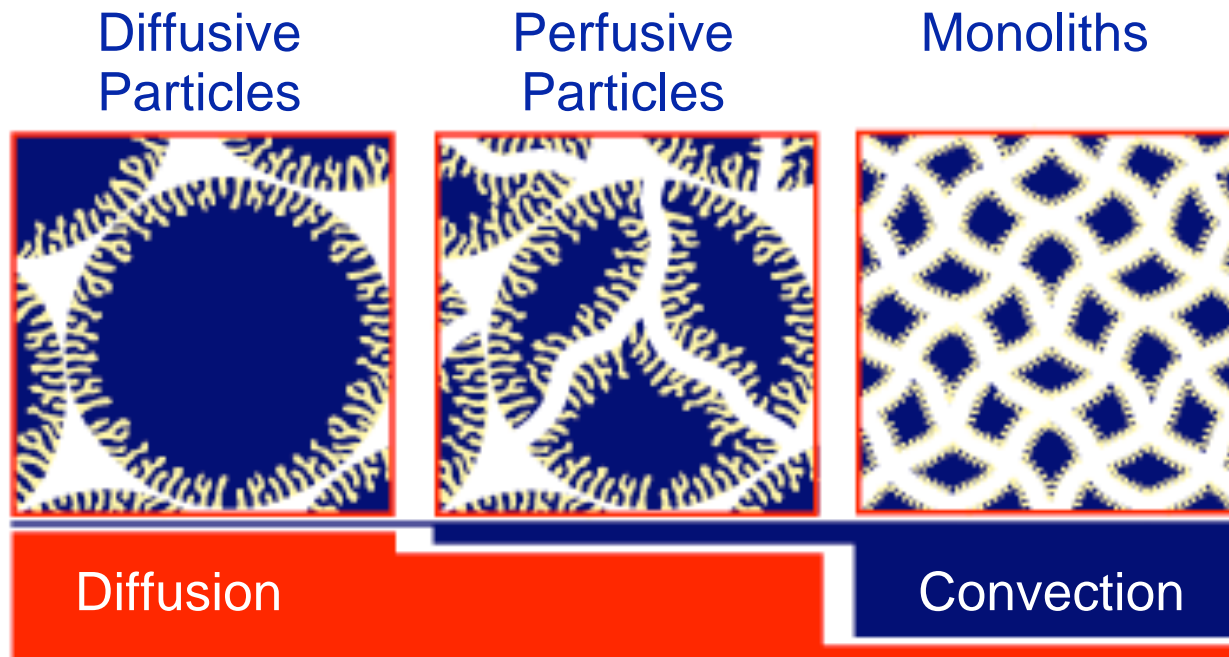 Diffusive
Particles
Perfusive
Particles
Monoliths
Diffusion
Convection